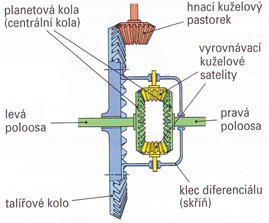 planetová kola
(centrální kola)
hnací kuželový
pastorek
vyrovnávací
kuželové
satelity
levá
poloosa
pravá
poloosa
talířové kolo
klec diferenciálu
(skříň)